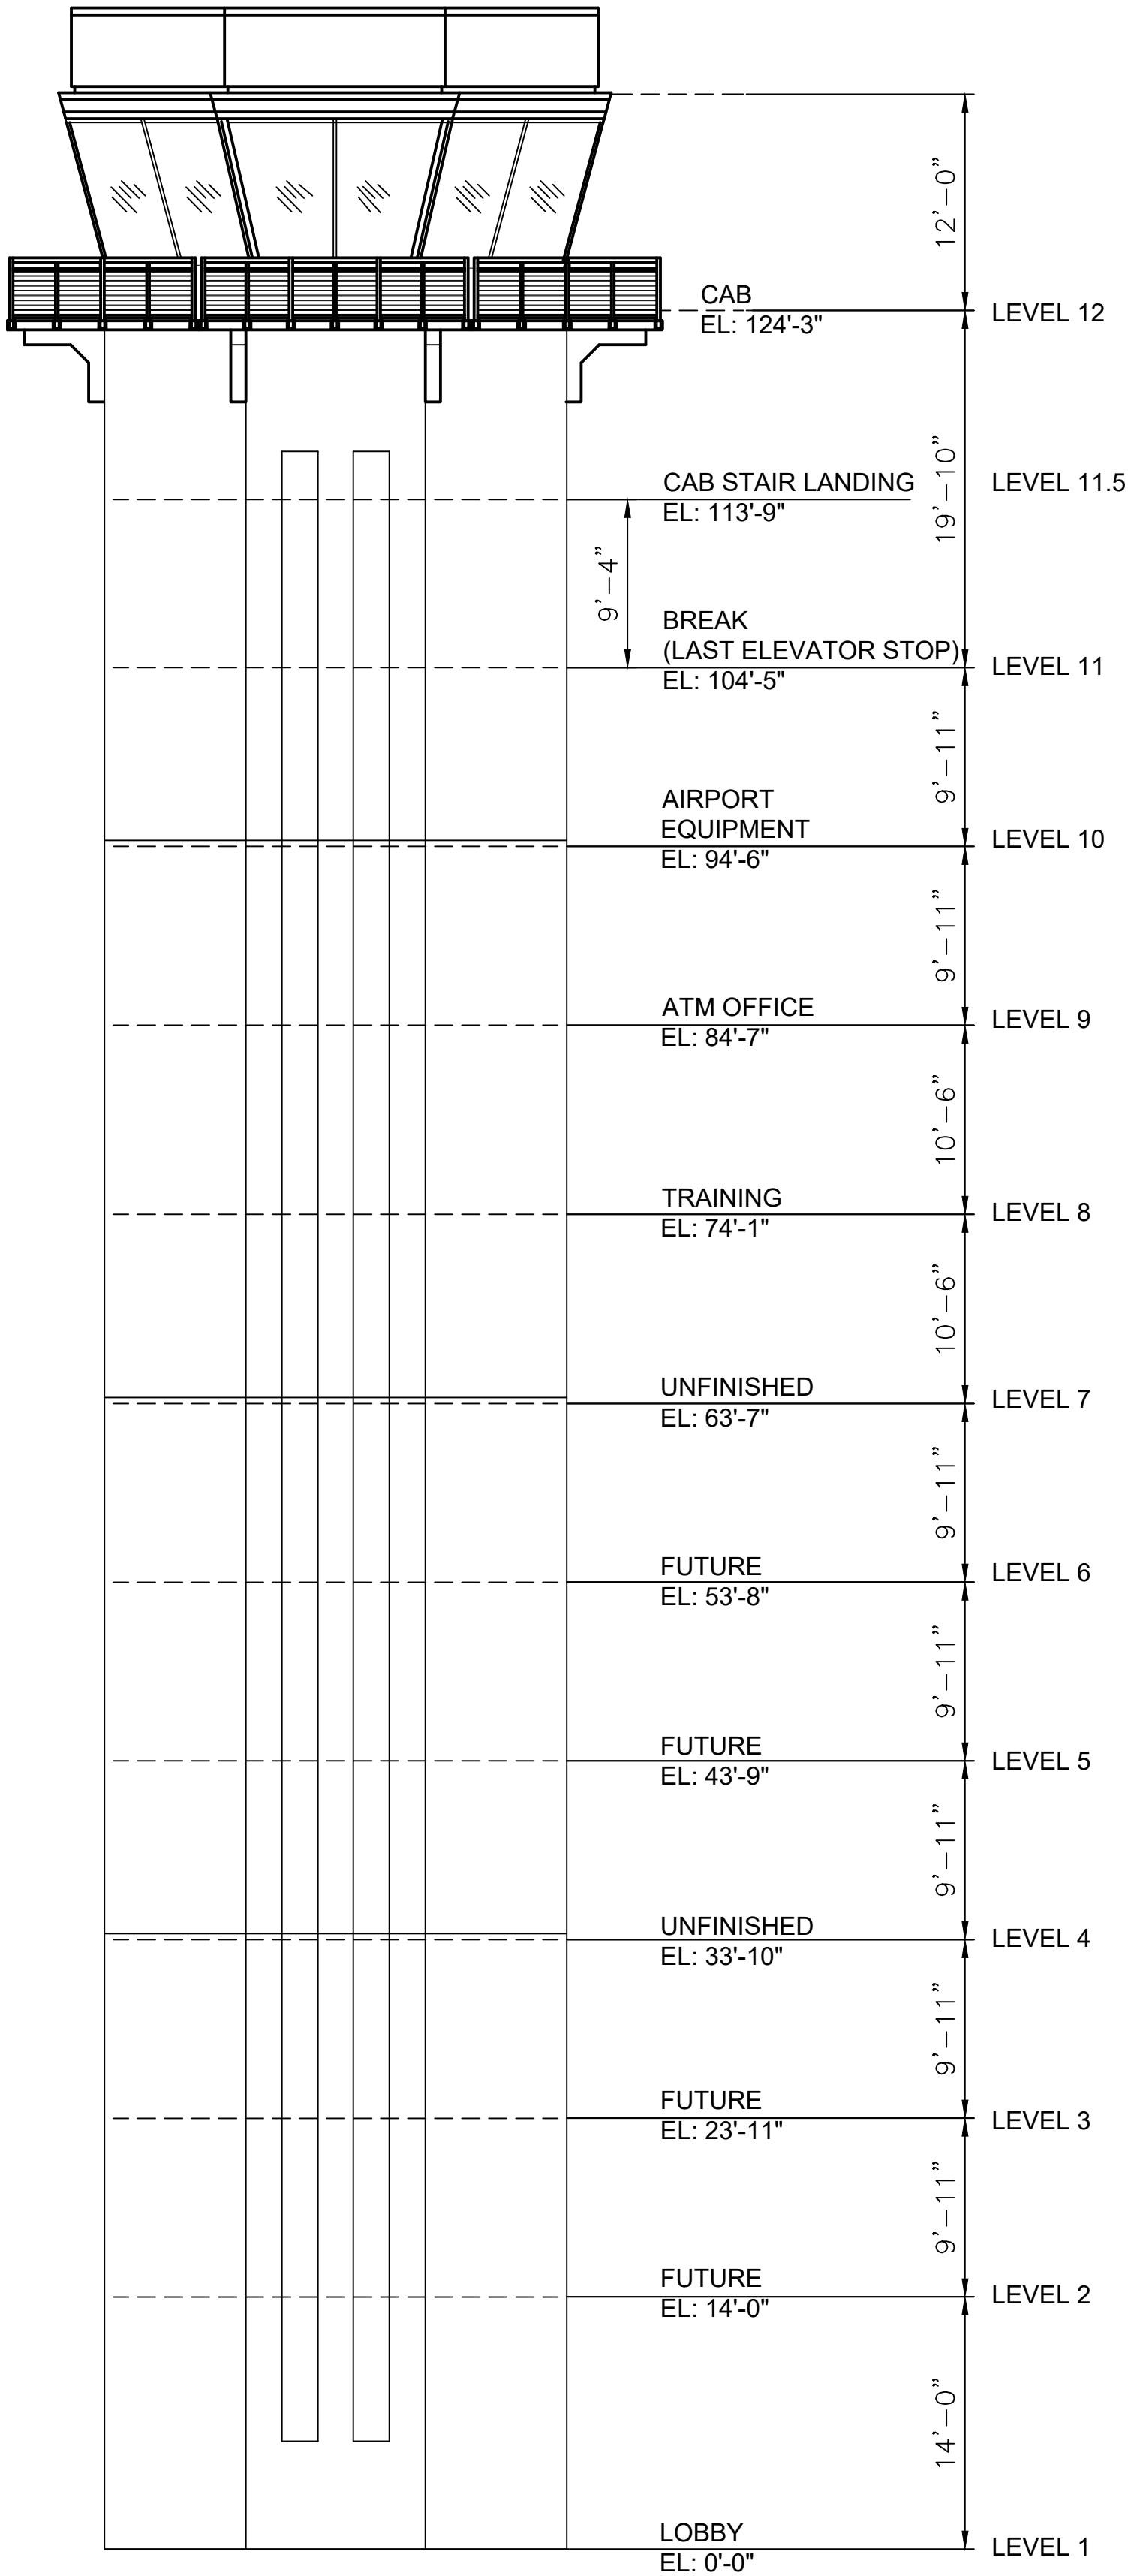 12'-0"
CAB
EL: 124'-3"
LEVEL 12
19'-10"
CAB STAIR LANDING
EL: 113'-9"
LEVEL 11.5
9'-4"
BREAK
(LAST ELEVATOR STOP)
EL: 104'-5"
LEVEL 11
9'-11"
AIRPORT
EQUIPMENT
EL: 94'-6"
LEVEL 10
9'-11"
ATM OFFICE
EL: 84'-7"
LEVEL 9
10'-6"
TRAINING
EL: 74'-1"
LEVEL 8
10'-6"
UNFINISHED
EL: 63'-7"
LEVEL 7
9'-11"
FUTURE
EL: 53'-8"
LEVEL 6
9'-11"
FUTURE
EL: 43'-9"
LEVEL 5
9'-11"
UNFINISHED
EL: 33'-10"
LEVEL 4
9'-11"
FUTURE
EL: 23'-11"
LEVEL 3
9'-11"
FUTURE
EL: 14'-0"
LEVEL 2
14'-0"
LOBBY
EL: 0'-0"
LEVEL 1